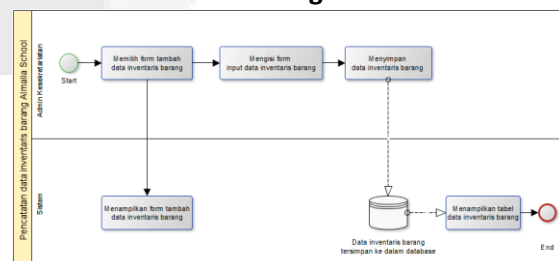 Pencatatan data inventaris barang Almalia School
Admin Kesekretariatan
Start
Memilih form tambah
data inventaris barang
Mengisi form
input data inventaris barang
Menyimpan
data inventaris barang
Sistem
Menampilkan form tambah
data inventaris barang
Data inventaris barang
tersimpan ke dalam database
Menampilkan tabel
data inventaris barang
End